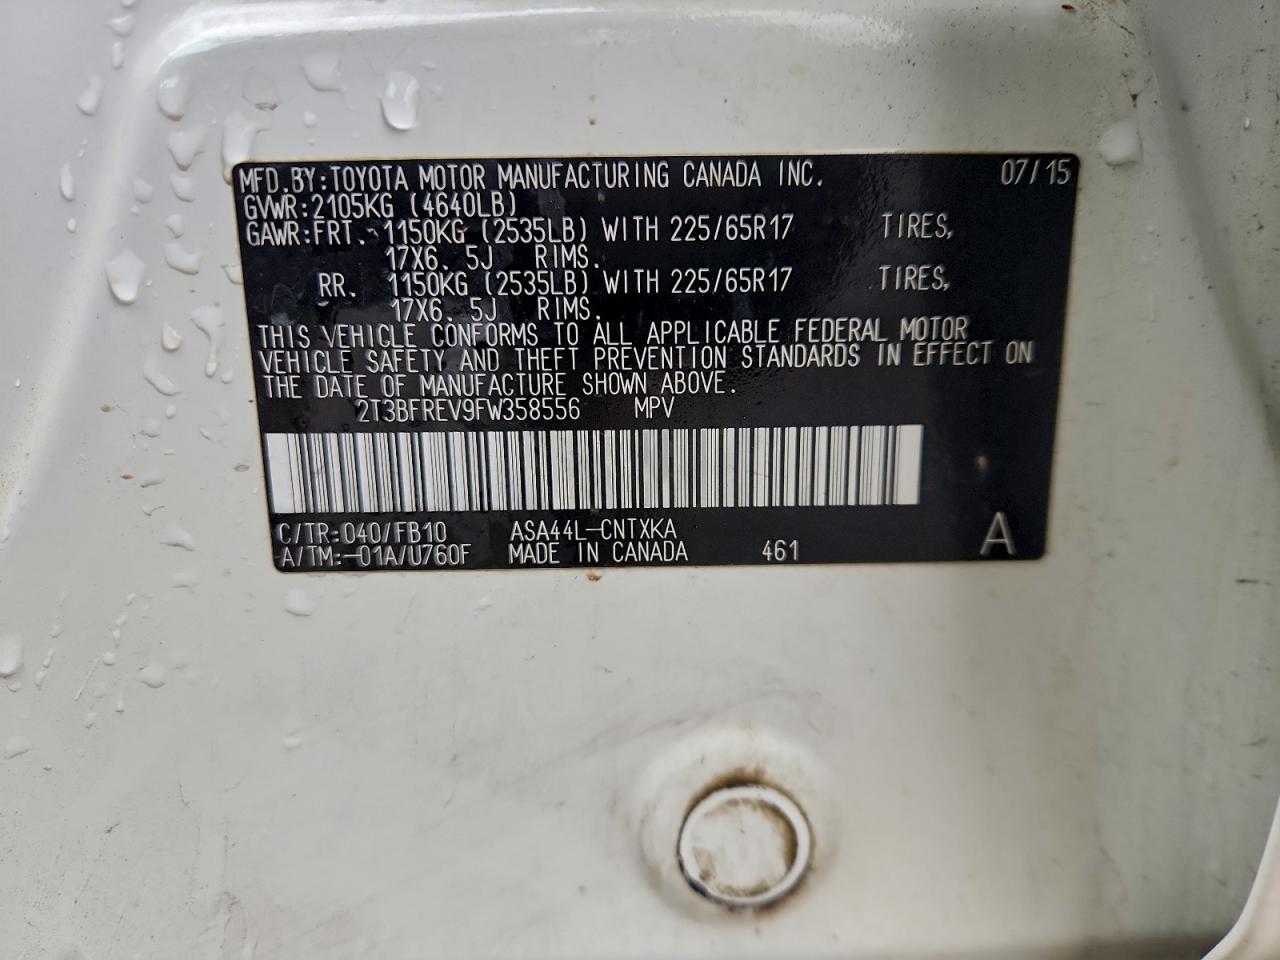 MFD.BY:TOYOTA MOTOR MANUFACTURING CANADA INC. 07/15
GVWR:2105KG (4640LB)
GAWR:FRT. 1150KG (2535LB) WITH 225/65R17 TIRES,
17X6. 5J RIMS.
RR. 1150KG (2535LB) WITH 225/65R17 TIRES,
17X6. 5J RIMS.
THIS VEHICLE CONFORMS TO ALL APPLICABLE FEDERAL MOTOR
VEHICLE SAFETY AND THEFT PREVENTION STANDARDS IN EFFECT ON
THE DATE OF MANUFACTURE SHOWN ABOVE.
2T3BFREV9FW358556 MPV
C/TR:040/FB10 ASA44L-CNTXKA
A/TM:-01A/U760F MADE IN CANADA 461 A